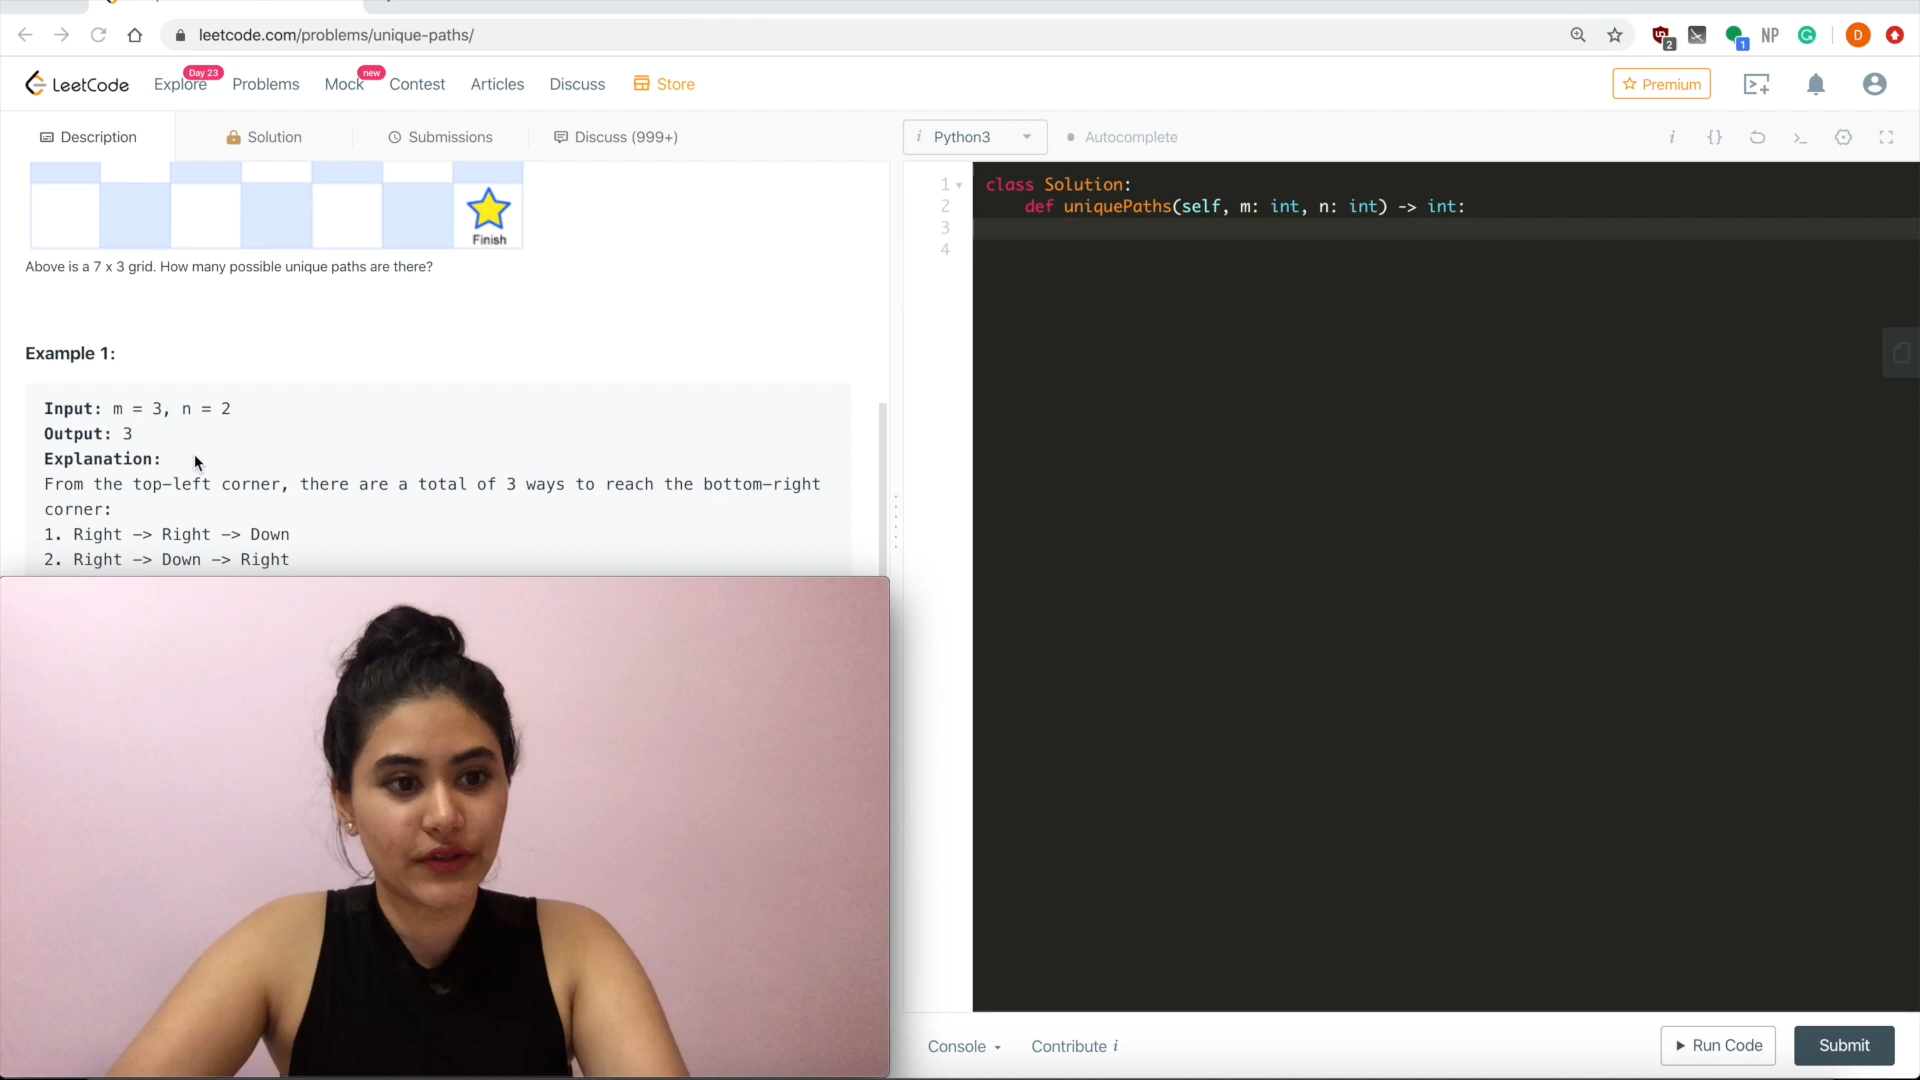 leetcode.com/problems/unique-paths/
2
1
NP
D
LeetCode
Explore
Day 23
Problems
Mock
new
Contest
Articles
Discuss
Store
Premium
Description
Solution
Submissions
Discuss (999+)
i Python3
Autocomplete
i {} >_
Finish
Above is a 7 x 3 grid. How many possible unique paths are there?
Example 1:
Input: m = 3, n = 2
Output: 3
Explanation:
From the top-left corner, there are a total of 3 ways to reach the bottom-right
corner:
1. Right -> Right -> Down
2. Right -> Down -> Right
1 class Solution:
2 def uniquePaths(self, m: int, n: int) -> int:
3
4
Console
Contribute i
Run Code
Submit